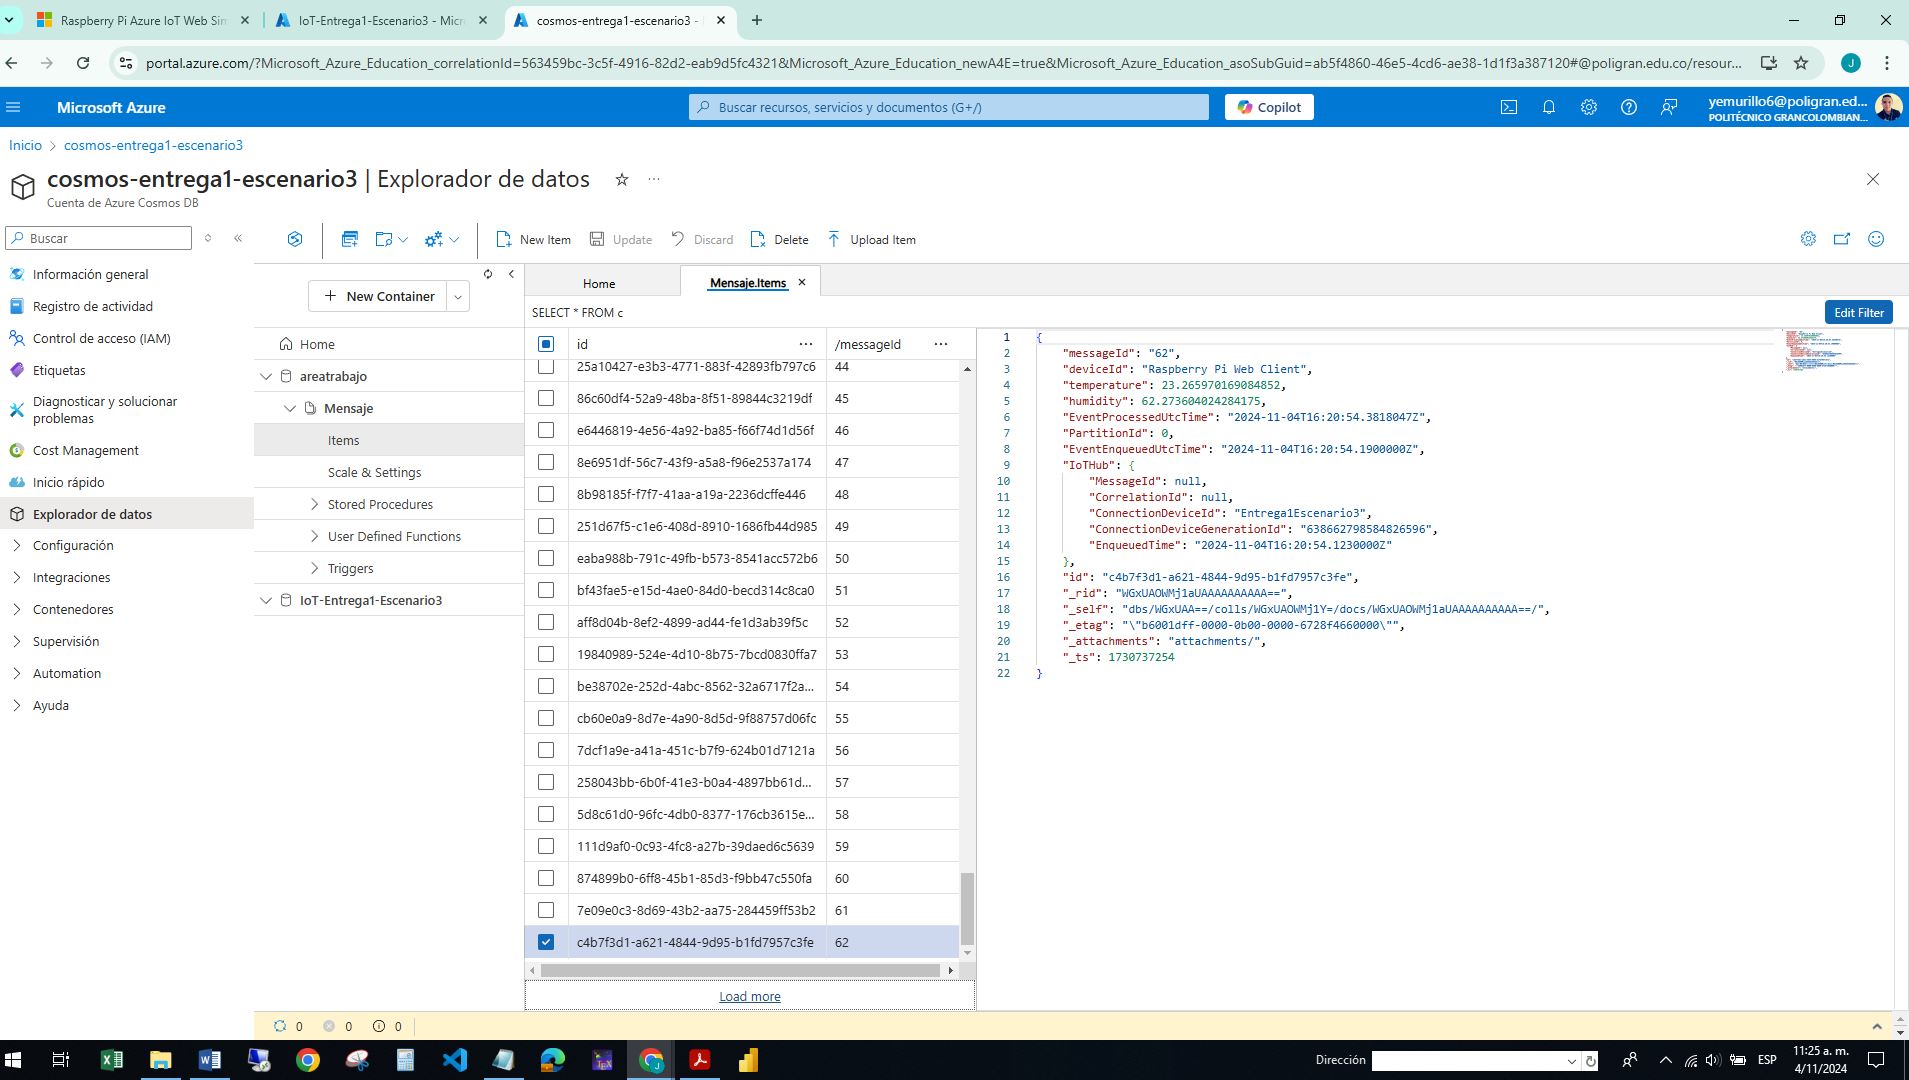 Raspberry Pi Azure IoT Web Sim
IoT-Entrega1-Escenario3 - Micr
cosmos-entrega1-escenario3 -
portal.azure.com/?Microsoft_Azure_Education_correlationId=563459bc-3c5f-4916-82d2-eab9d5fc4321&Microsoft_Azure_Education_newA4E=true&Microsoft_Azure_Education_asoSubGuid=ab5f4860-46e5-4cd6-ae38-1d1f3a387120#@poligran.edu.co/resour...
J
Microsoft Azure
Buscar recursos, servicios y documentos (G+/)
Copilot
yemurillo6@poligran.ed...
POLITÉCNICO GRANCOLOMBIAN...
Inicio > cosmos-entrega1-escenario3
cosmos-entrega1-escenario3 | Explorador de datos
Cuenta de Azure Cosmos DB
Buscar
Información general
Registro de actividad
Control de acceso (IAM)
Etiquetas
Diagnosticar y solucionar
problemas
Cost Management
Inicio rápido
Explorador de datos
Configuración
Integraciones
Contenedores
Supervisión
Automation
Ayuda
New Item
Update
Discard
Delete
Upload Item
New Container
Home
areatrabajo
Mensaje
Items
Scale & Settings
Stored Procedures
User Defined Functions
Triggers
IoT-Entrega1-Escenario3
Home
Mensaje.Items
SELECT * FROM c
Edit Filter
id /messageId
25a10427-e3b3-4771-883f-42893fb797c6 44
86c60df4-52a9-48ba-8f51-89844c3219df 45
e6446819-4e56-4a92-ba85-f66f74d1d56f 46
8e6951df-56c7-43f9-a5a8-f96e2537a174 47
8b98185f-f7f7-41aa-a19a-2236dcffe446 48
251d67f5-c1e6-408d-8910-1686fb44d985 49
eaba988b-791c-49fb-b573-8541acc572b6 50
bf43fae5-e15d-4ae0-84d0-becd314c8ca0 51
aff8d04b-8ef2-4899-ad44-fe1d3ab39f5c 52
19840989-524e-4d10-8b75-7bcd0830ffa7 53
be38702e-252d-4abc-8562-32a6717f2a... 54
cb60e0a9-8d7e-4a90-8d5d-9f88757d06fc 55
7dcf1a9e-a41a-451c-b7f9-624b01d7121a 56
258043bb-6b0f-41e3-b0a4-4897bb61d... 57
5d8c61d0-96fc-4db0-8377-176cb3615e... 58
111d9af0-0c93-4fc8-a27b-39daed6c5639 59
874899b0-6ff8-45b1-85d3-f9bb47c550fa 60
7e09e0c3-8d69-43b2-aa75-284459ff53b2 61
c4b7f3d1-a621-4844-9d95-b1fd7957c3fe 62
Load more
1 {
2 "messageId": "62",
3 "deviceId": "Raspberry Pi Web Client",
4 "temperature": 23.265970169084852,
5 "humidity": 62.273604024284175,
6 "EventProcessedUtcTime": "2024-11-04T16:20:54.3818047Z",
7 "PartitionId": 0,
8 "EventEnqueuedUtcTime": "2024-11-04T16:20:54.1900000Z",
9 "IoTHub": {
10 "MessageId": null,
11 "CorrelationId": null,
12 "ConnectionDeviceId": "Entrega1Escenario3",
13 "ConnectionDeviceGenerationId": "638662798584826596",
14 "EnqueuedTime": "2024-11-04T16:20:54.1230000Z"
15 },
16 "id": "c4b7f3d1-a621-4844-9d95-b1fd7957c3fe",
17 "_rid": "WGxUAOWMj1aUAAAAAAAAAA==",
18 "_self": "dbs/WGxUAA==/colls/WGxUAOWMj1Y=/docs/WGxUAOWMj1aUAAAAAAAAAA==/",
19 "_etag": "\"b6001dff-0000-0b00-0000-6728f4660000\"",
20 "_attachments": "attachments/",
21 "_ts": 1730737254
22 }
0 0 0
Dirección
ESP
11:25 a. m.
4/11/2024